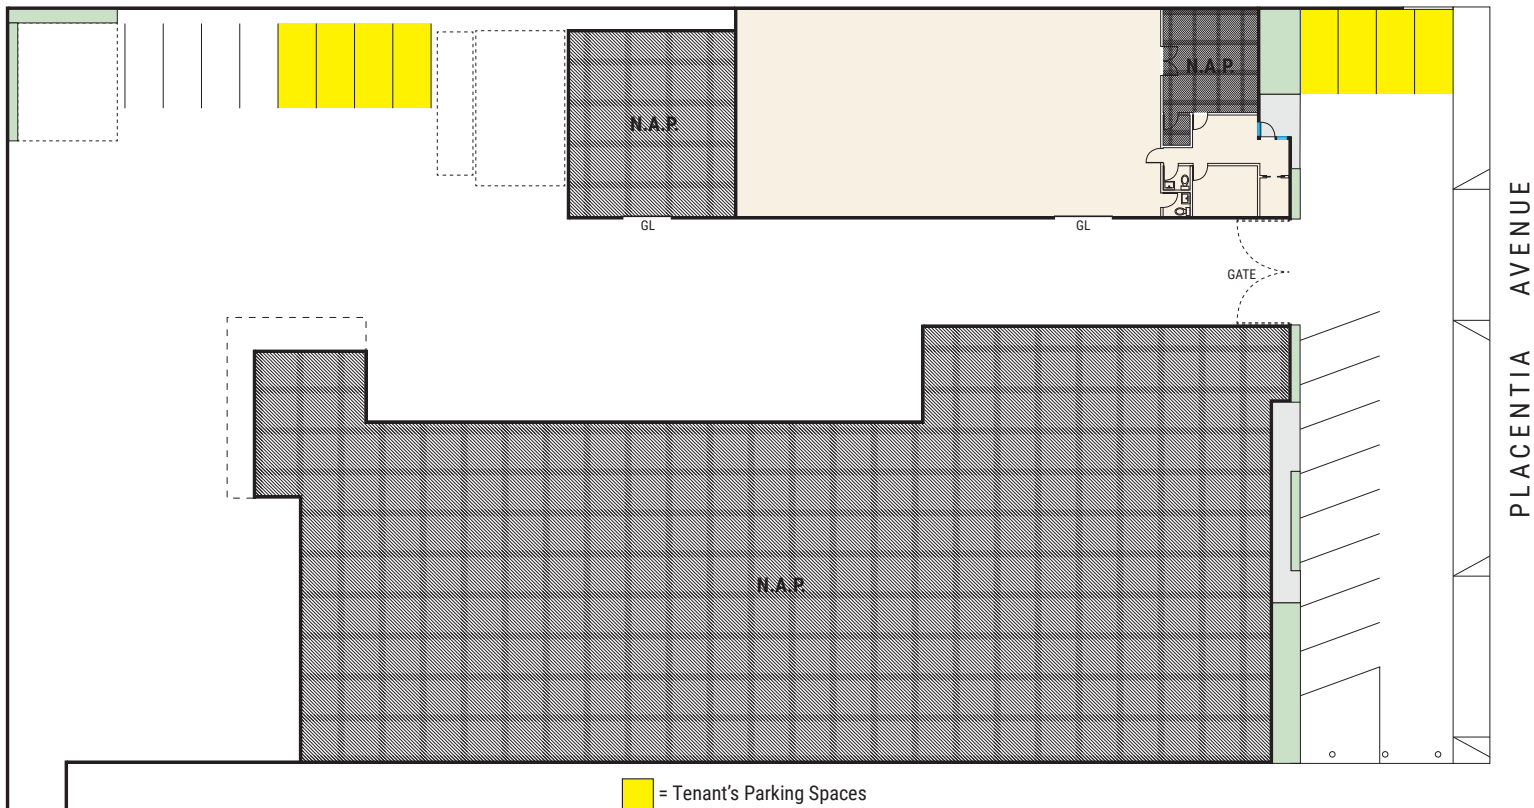 N.A.P.
N.A.P.
GL
GL
GATE
PLACENTIA AVENUE
N.A.P.
= Tenant's Parking Spaces